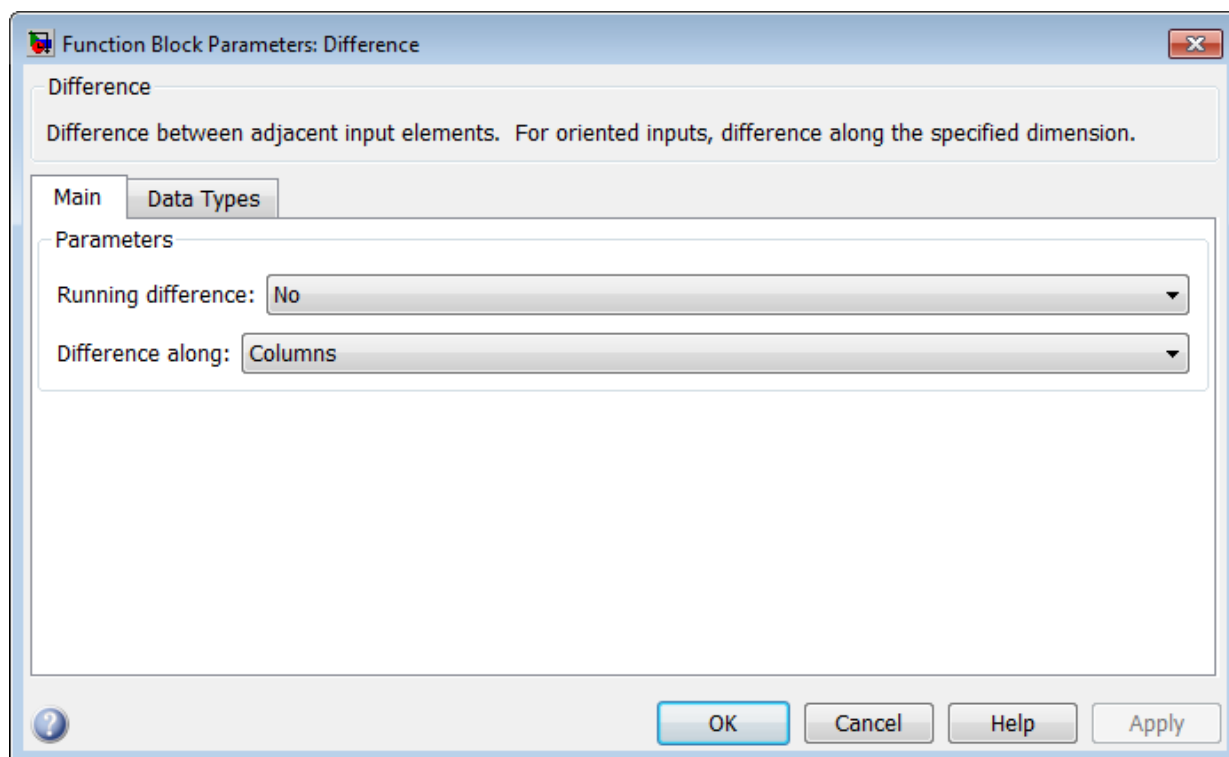 Function Block Parameters: Difference
Difference
Difference between adjacent input elements.  For oriented inputs, difference along the specified dimension.
Main
Data Types
Parameters
Running difference:
No
Difference along:
Columns
?
OK
Cancel
Help
Apply